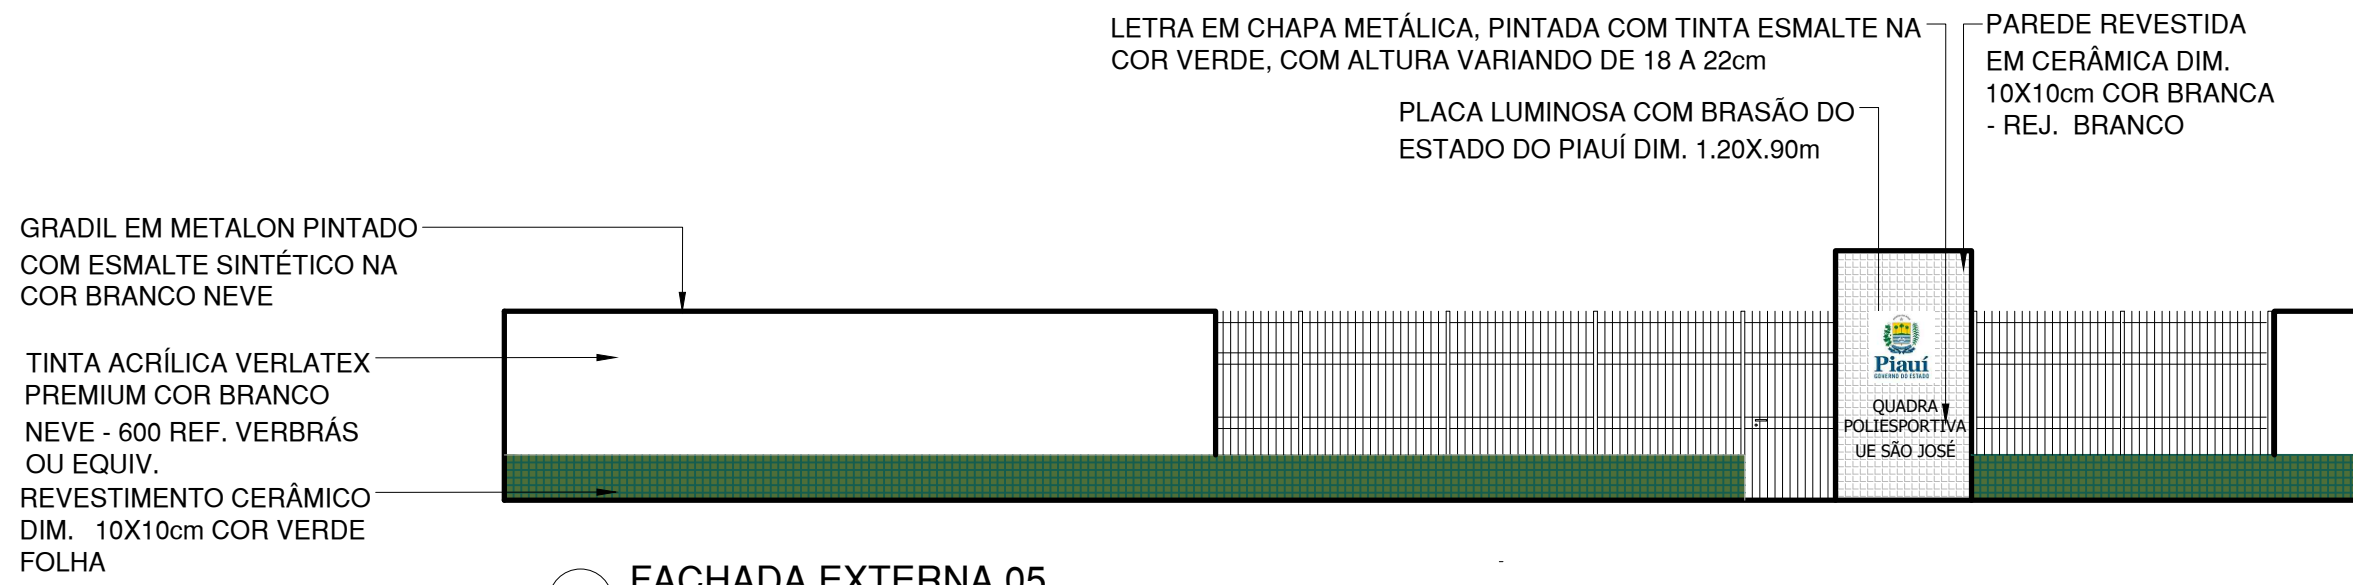 LETRA EM CHAPA METÁLICA, PINTADA COM TINTA ESMALTE NA
COR VERDE, COM ALTURA VARIANDO DE 18 A 22cm
PAREDE REVESTIDA
EM CERÂMICA DIM.
10X10cm COR BRANCA
- REJ. BRANCO
PLACA LUMINOSA COM BRASÃO DO
ESTADO DO PIAUÍ DIM. 1.20X.90m
GRADIL EM METALON PINTADO
COM ESMALTE SINTÉTICO NA
COR BRANCO NEVE
TINTA ACRÍLICA VERLATEX
PREMIUM COR BRANCO
NEVE - 600 REF. VERBRÁS
OU EQUIV.
REVESTIMENTO CERÂMICO
DIM. 10X10cm COR VERDE
FOLHA
Piauí
GOVERNO DO ESTADO
QUADRA
POLIESPORTIVA
UE SÃO JOSÉ
FACHADA EXTERNA 05